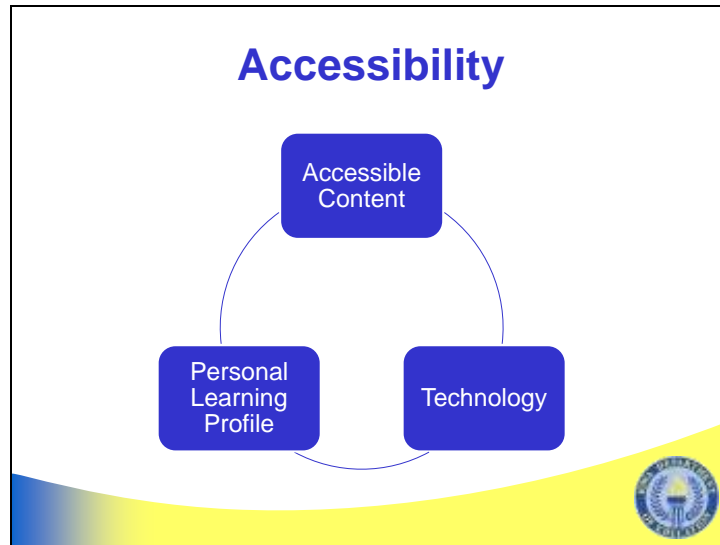 Accessibility
Accessible
Content
Personal
Learning
Profile
Technology